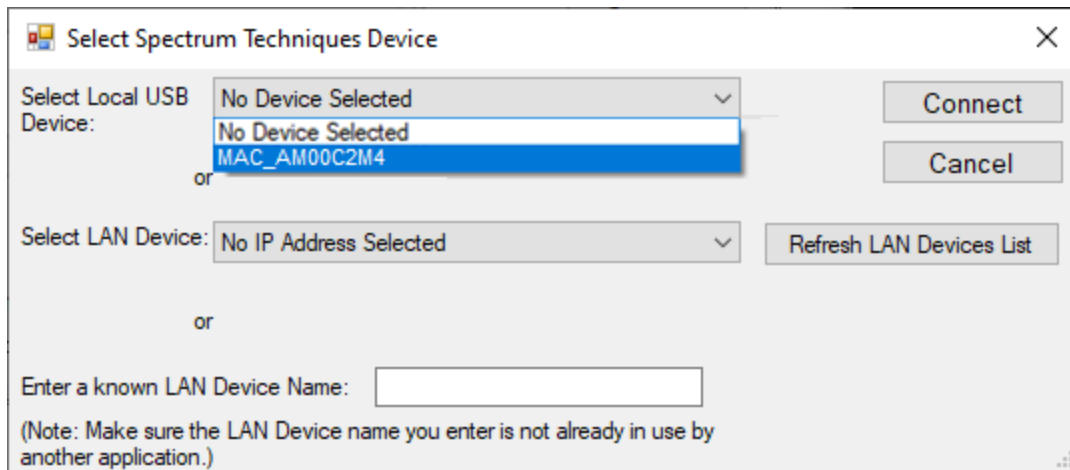 Select Spectrum Techniques Device
Select Local USB
Device:
No Device Selected
Connect
No Device Selected
MAC_AM00C2M4
or
Cancel
Select LAN Device:
No IP Address Selected
Refresh LAN Devices List
or
Enter a known LAN Device Name:
(Note: Make sure the LAN Device name you enter is not already in use by
another application.)